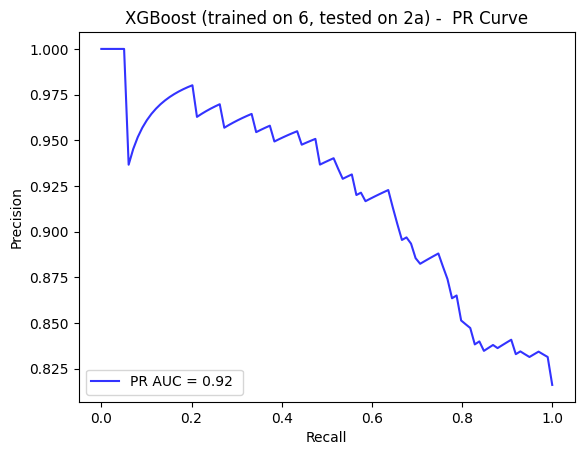 XGBoost (trained on 6, tested on 2a) -  PR Curve
1.000
0.975
0.950
0.925
0.900
0.875
0.850
0.825
Precision
PR AUC = 0.92
0.0 0.2 0.4 0.6 0.8 1.0
Recall